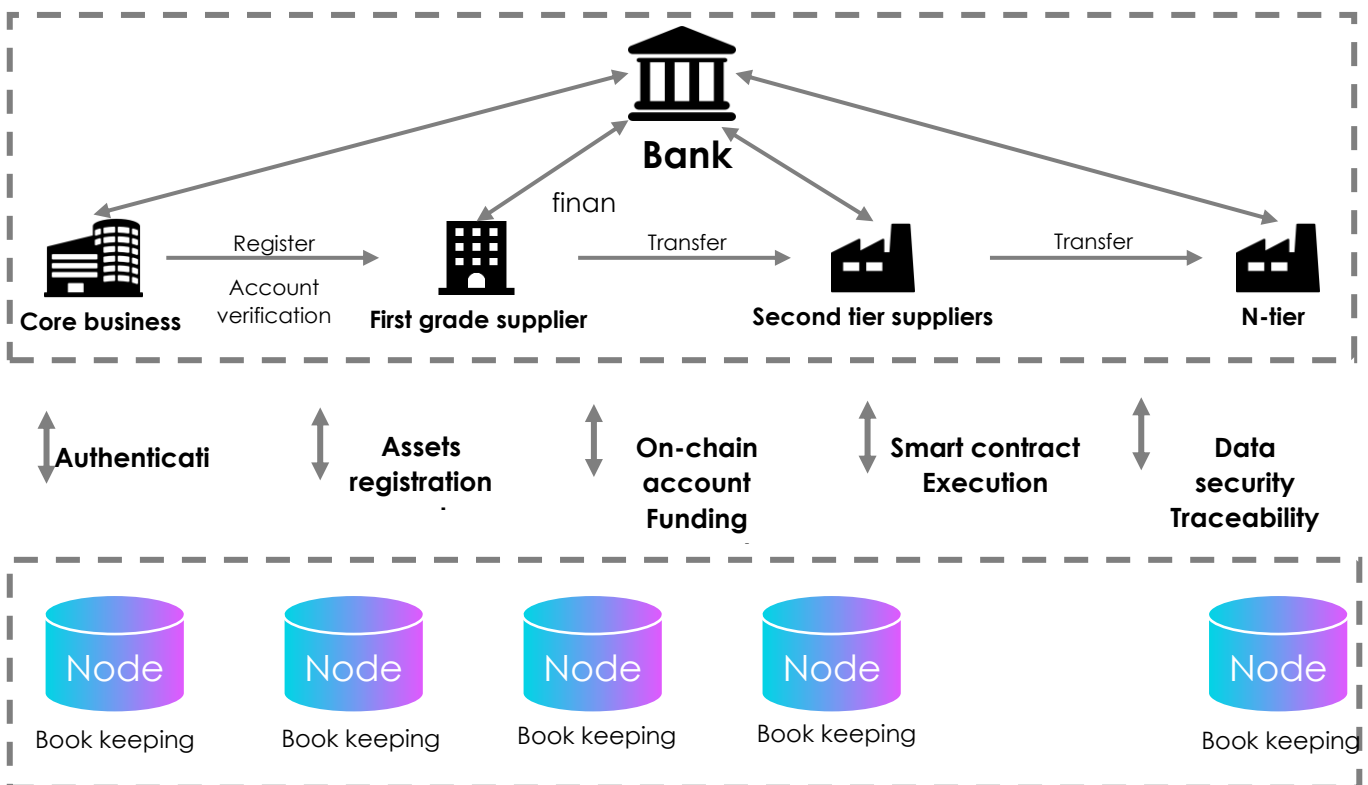 Bank
finan
Register
Account
verification
Transfer
Transfer
Core business
First grade supplier
Second tier suppliers
N-tier
Authenticati
Assets
registration
On-chain
account
Funding
Smart contract
Execution
Data
security
Traceability
Node
Node
Node
Node
Node
Book keeping
Book keeping
Book keeping
Book keeping
Book keeping